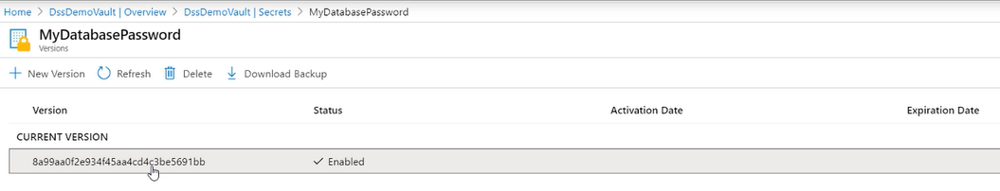 Home > DssDemoVault | Overview > DssDemoVault | Secrets > MyDatabasePassword
MyDatabasePassword
Versions
New Version Refresh Delete Download Backup
Version Status Activation Date Expiration Date
CURRENT VERSION
8a99aa0f2e934f45aa4cd4c3be5691bb Enabled